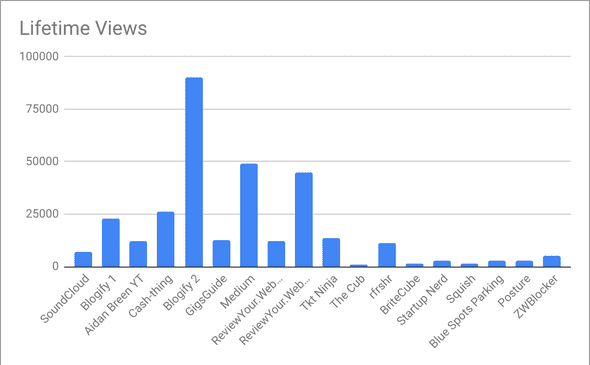 Lifetime Views
100000
75000
50000
25000
0
SoundCloud
Blogify 1
Aidan Breen YT
Cash-thing
Blogify 2
GigsGuide
Medium
ReviewYour.Web...
ReviewYour.Web...
Tkt Ninja
The Cub
rfrshr
BriteCube
Startup Nerd
Squish
Blue Spots Parking
Posture
ZWBlocker